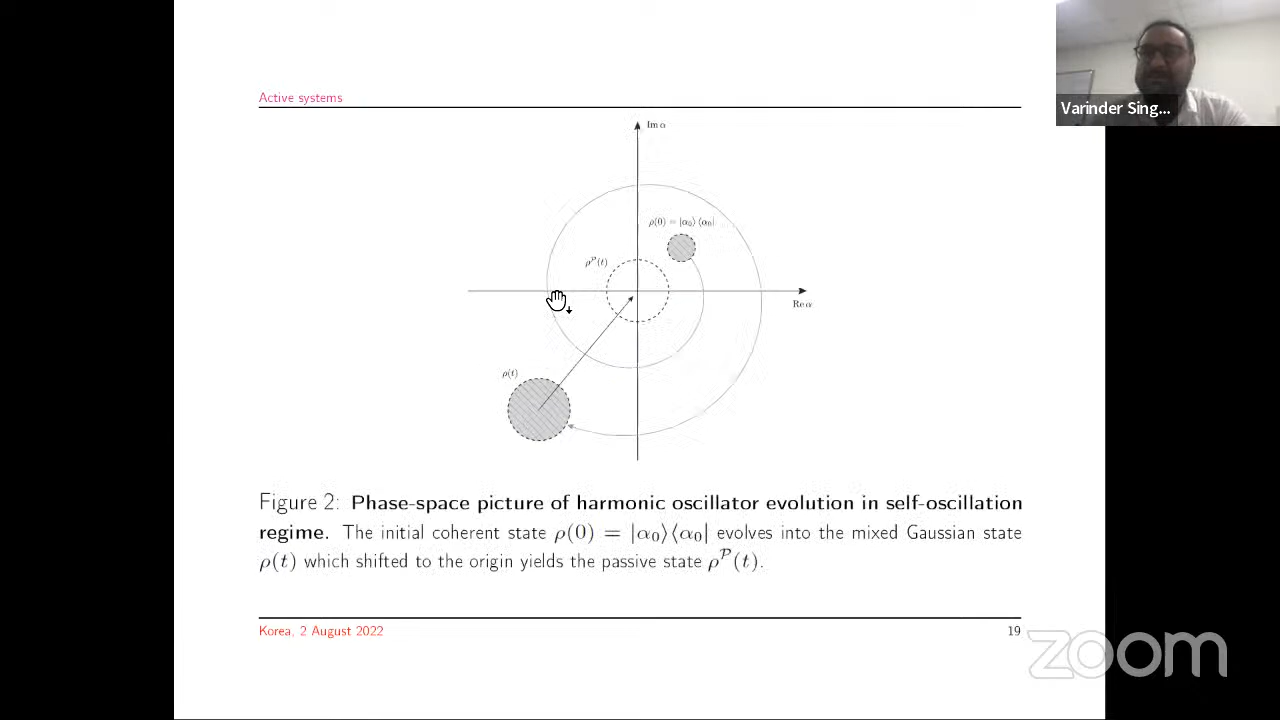 Active systems
Varinder Sing...
Im α
ρ(0) = |α₀⟩⟨α₀|
ρ^𝒫(t)
Re α
ρ(t)
Figure 2: Phase-space picture of harmonic oscillator evolution in self-oscillation
regime. The initial coherent state ρ(0) = |α₀⟩⟨α₀| evolves into the mixed Gaussian state
ρ(t) which shifted to the origin yields the passive state ρ^𝒫(t).
Korea, 2 August 2022 19
zoom